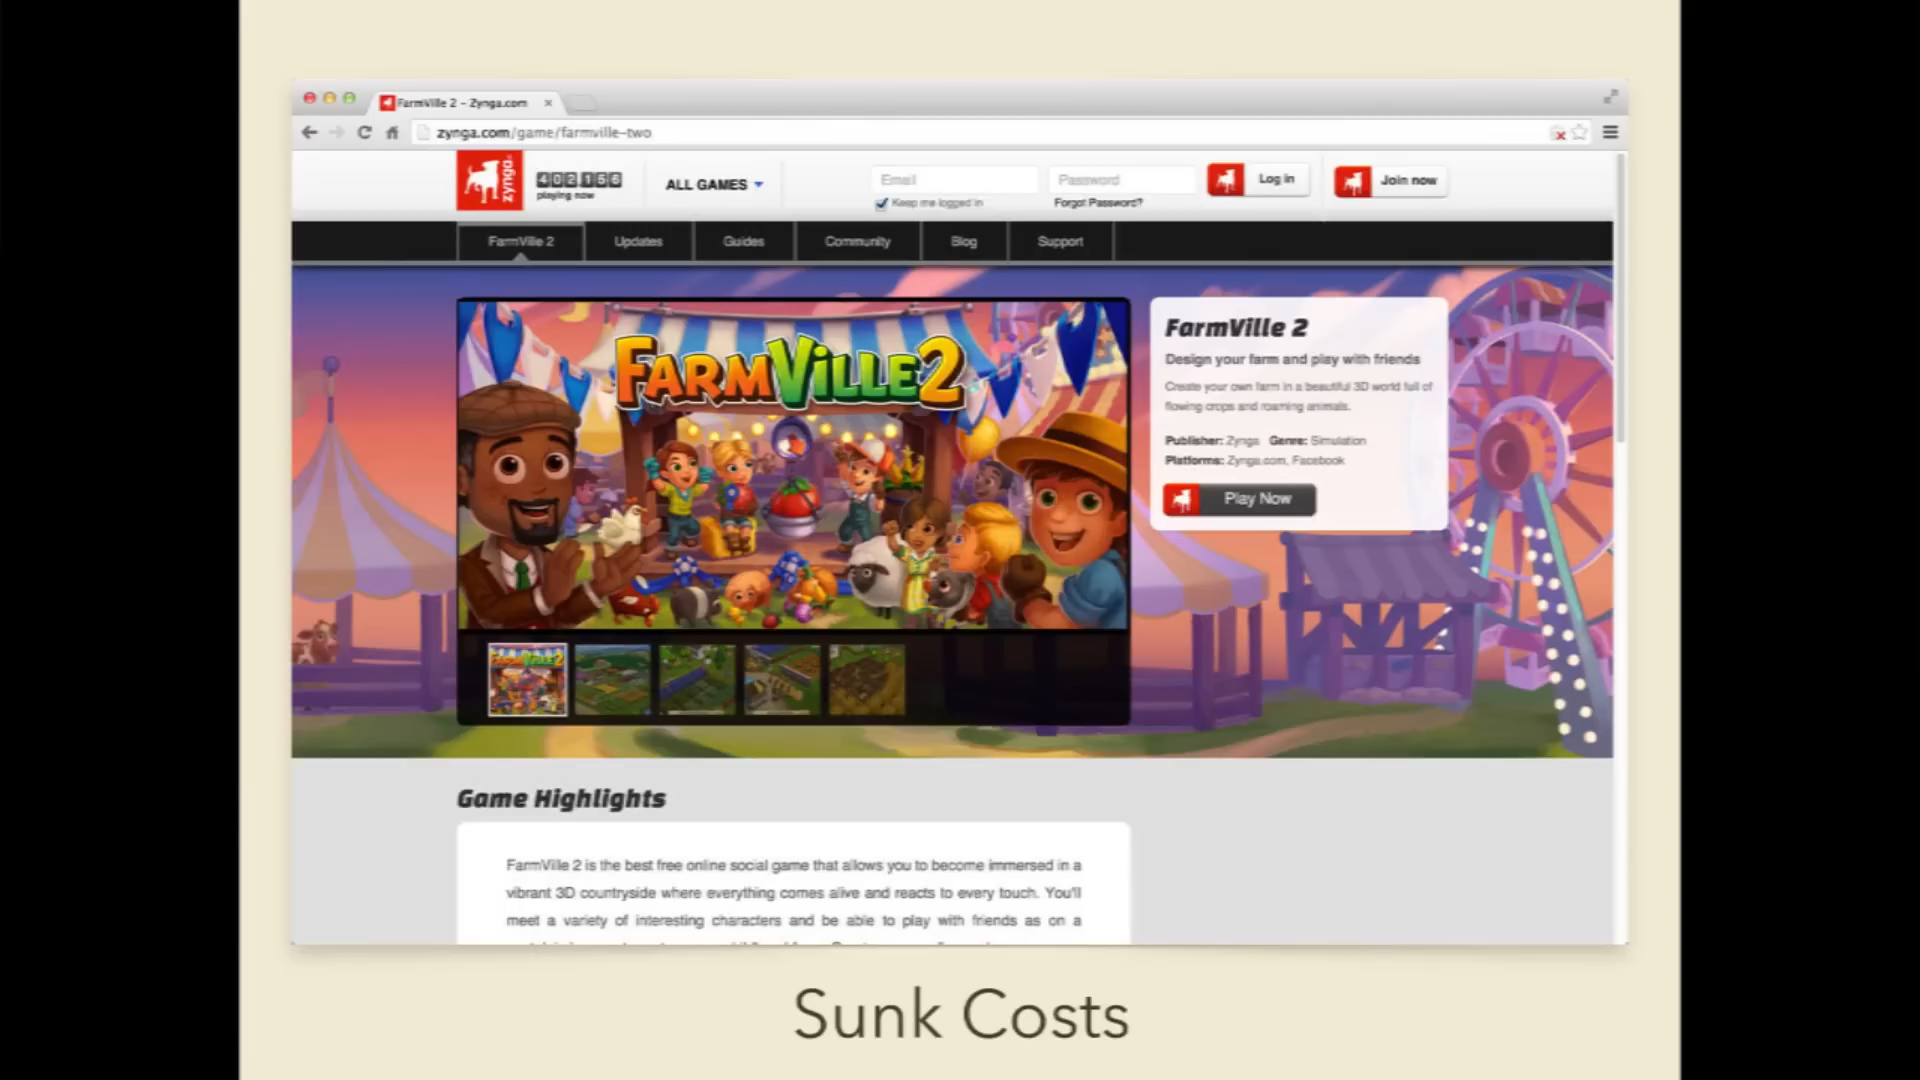 FarmVille 2 - Zynga.com
zynga.com/game/farmville-two
zynga
402,156
playing now
ALL GAMES
Email
Password
Log in
Join now
Keep me logged in
Forgot Password?
FarmVille 2
Updates
Guides
Community
Blog
Support
FARMVILLE2
FarmVille 2
Design your farm and play with friends
Create your own farm in a beautiful 3D world full of
flowing crops and roaming animals.
Publisher: Zynga Genre: Simulation
Platforms: Zynga.com, Facebook
Play Now
FARMVILLE2
Game Highlights
FarmVille 2 is the best free online social game that allows you to become immersed in a
vibrant 3D countryside where everything comes alive and reacts to every touch. You'll
meet a variety of interesting characters and be able to play with friends as on a
Sunk Costs